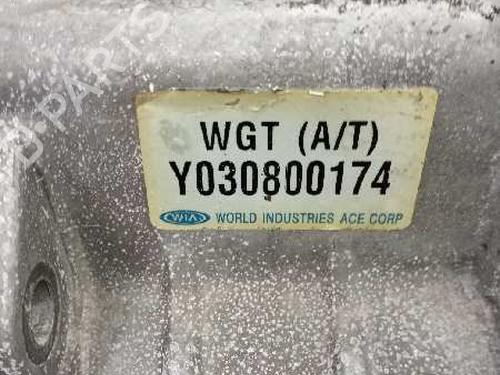 WGT (A/T)
Y030800174
WIA WORLD INDUSTRIES ACE CORP
B-PARTS